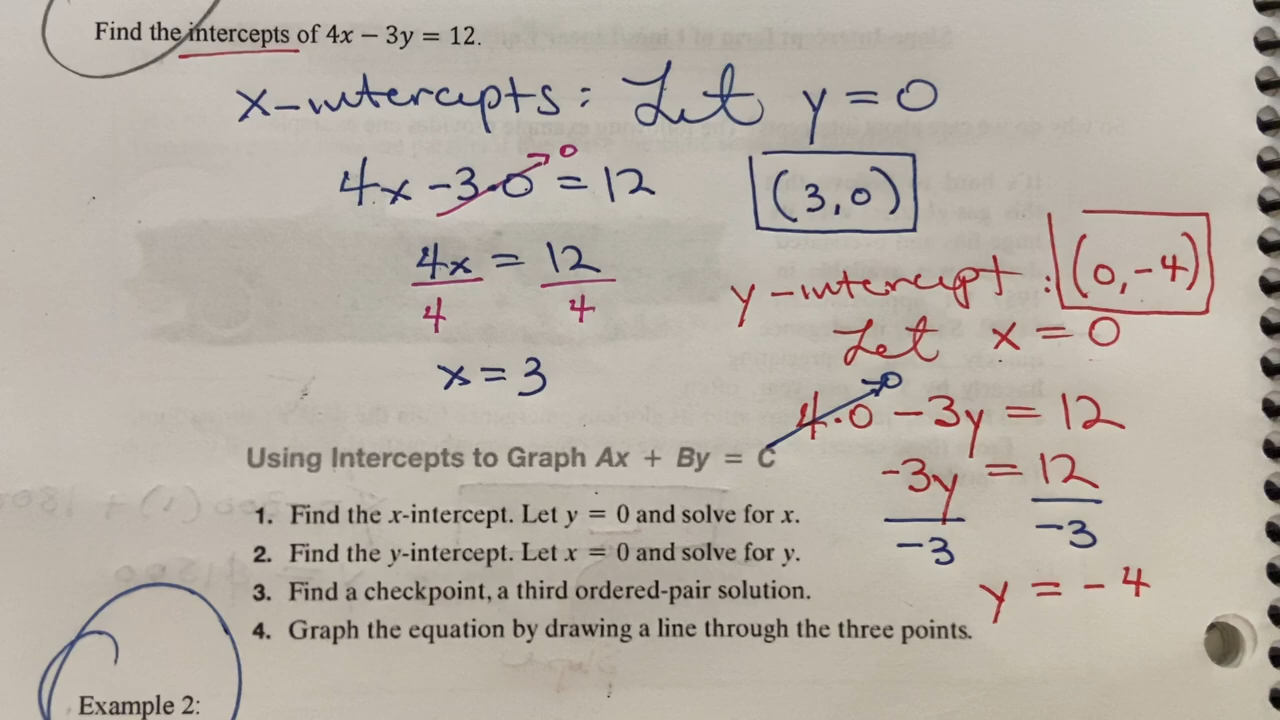 Find the intercepts of 4x − 3y = 12.
x-intercepts: Let y = 0
4x − 3·0 = 12
0
(3,0)
4x = 12
4 4
x = 3
y-intercept: (0,-4)
Let x = 0
0
4·0 − 3y = 12
-3y = 12
-3 -3
y = -4
Using Intercepts to Graph Ax + By = C
1. Find the x-intercept. Let y = 0 and solve for x.
2. Find the y-intercept. Let x = 0 and solve for y.
3. Find a checkpoint, a third ordered-pair solution.
4. Graph the equation by drawing a line through the three points.
Example 2: